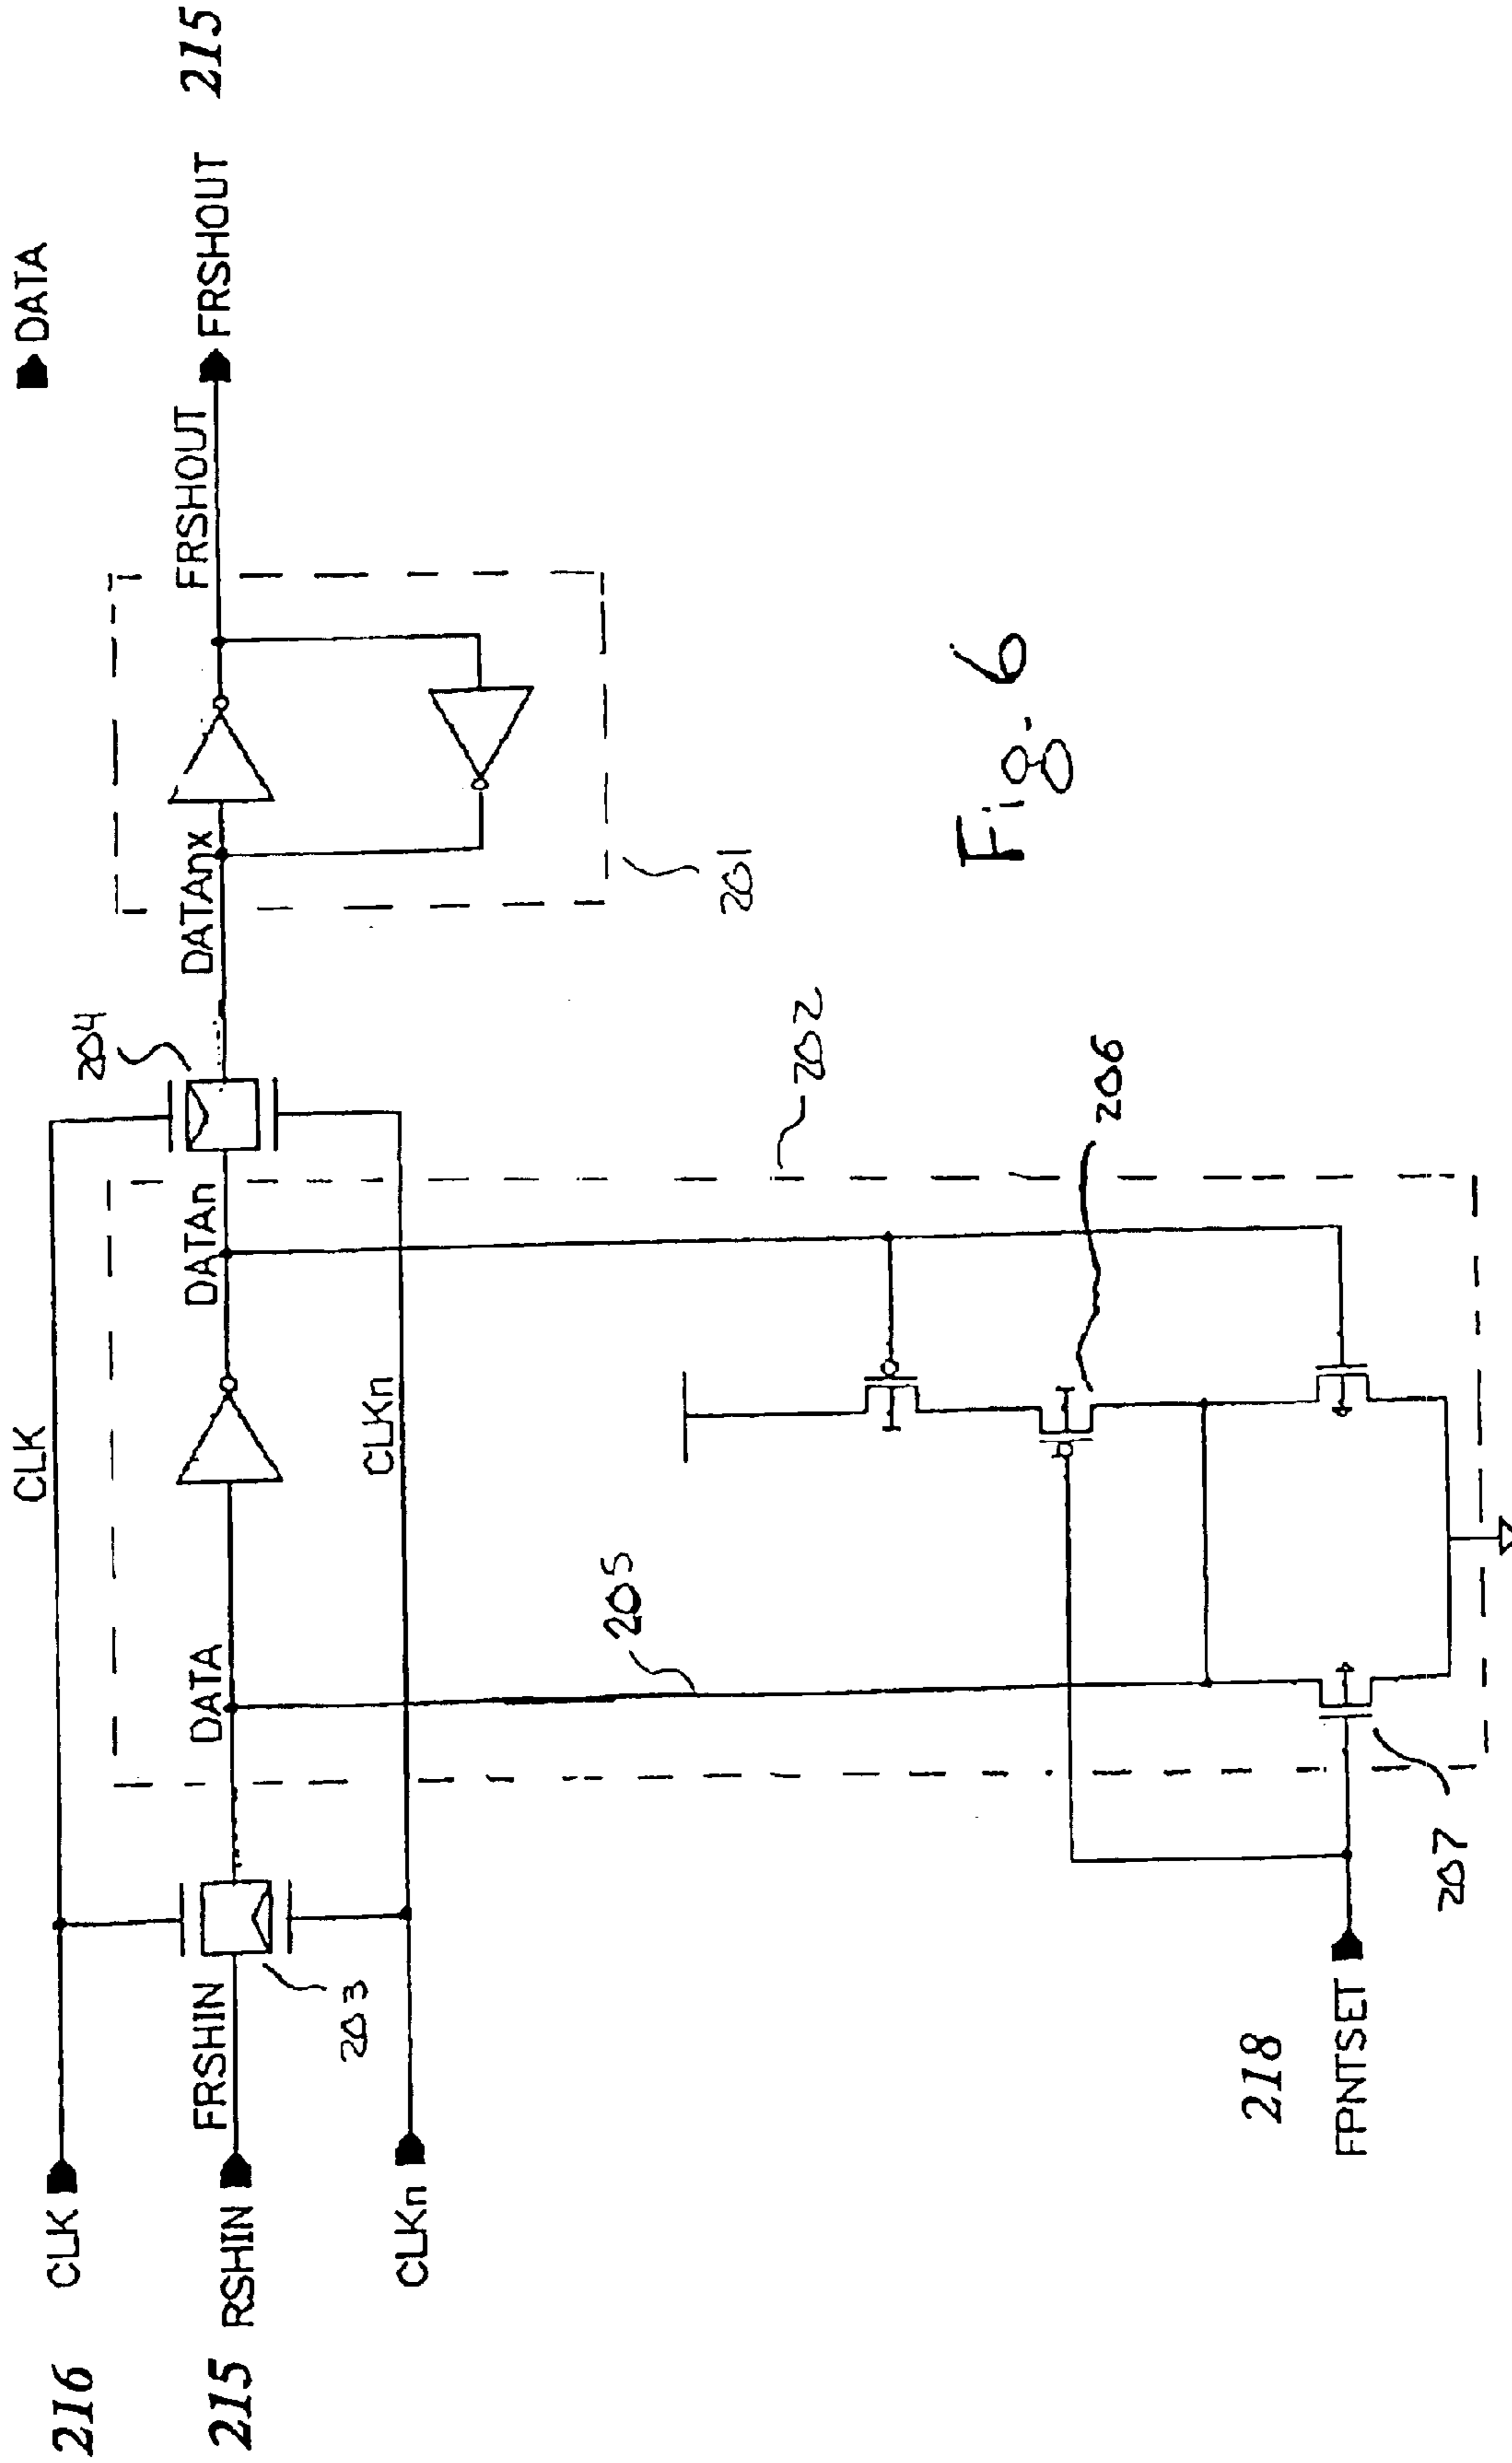 DATA
CLK
204
FRSHOUT
FRSHOUT 215
216 CLK
FRSHIN
DATA
DATAn
DATAnx
215 RSHIN
203
CLKn
CLKn
201
205
202
206
Fig. 6
218
FPNTSET
207